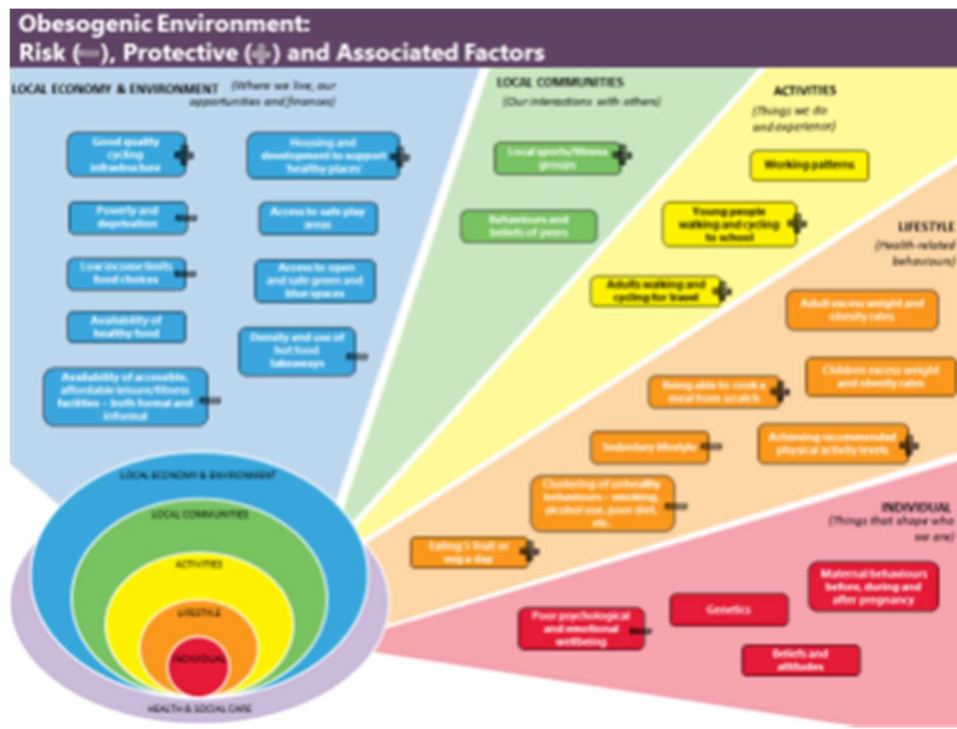 Obesogenic Environment:
Risk (−), Protective (+) and Associated Factors
LOCAL ECONOMY & ENVIRONMENT (Where we live, our
opportunities and finances)
Good quality
cycling
infrastructure
Housing and
development to support
'healthy places'
Poverty and
deprivation
Access to safe play
areas
Low income limits
food choices
Access to open
and safe green and
blue spaces
Availability of
healthy food
Density and use of
hot food
takeaways
Availability of accessible,
affordable leisure/fitness
facilities – both formal and
informal
LOCAL COMMUNITIES
(Our interactions with others)
Local sports/fitness
groups
Behaviours and
beliefs of peers
ACTIVITIES
(Things we do
and experience)
Working patterns
Young people
walking and cycling
to school
Adults walking and
cycling for travel
LIFESTYLE
(Health-related
behaviours)
Adult excess weight and
obesity rates
Children excess weight
and obesity rates
Being able to cook a
meal from scratch
Sedentary lifestyle
Achieving recommended
physical activity levels
Clustering of unhealthy
behaviours – smoking,
alcohol use, poor diet,
etc.
Eating 5 fruit or
veg a day
INDIVIDUAL
(Things that shape who
we are)
Maternal behaviours
before, during and
after pregnancy
Genetics
Poor psychological
and emotional
wellbeing
Beliefs and
attitudes
LOCAL ECONOMY & ENVIRONMENT
LOCAL COMMUNITIES
ACTIVITIES
LIFESTYLE
INDIVIDUAL
HEALTH & SOCIAL CARE